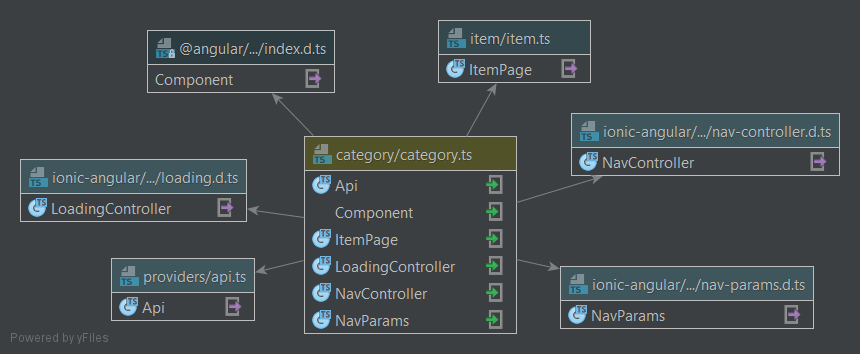 @angular/.../index.d.ts
Component
item/item.ts
ItemPage
ionic-angular/.../nav-controller.d.ts
NavController
category/category.ts
Api
Component
ItemPage
LoadingController
NavController
NavParams
ionic-angular/.../loading.d.ts
LoadingController
providers/api.ts
Api
ionic-angular/.../nav-params.d.ts
NavParams
Powered by yFiles